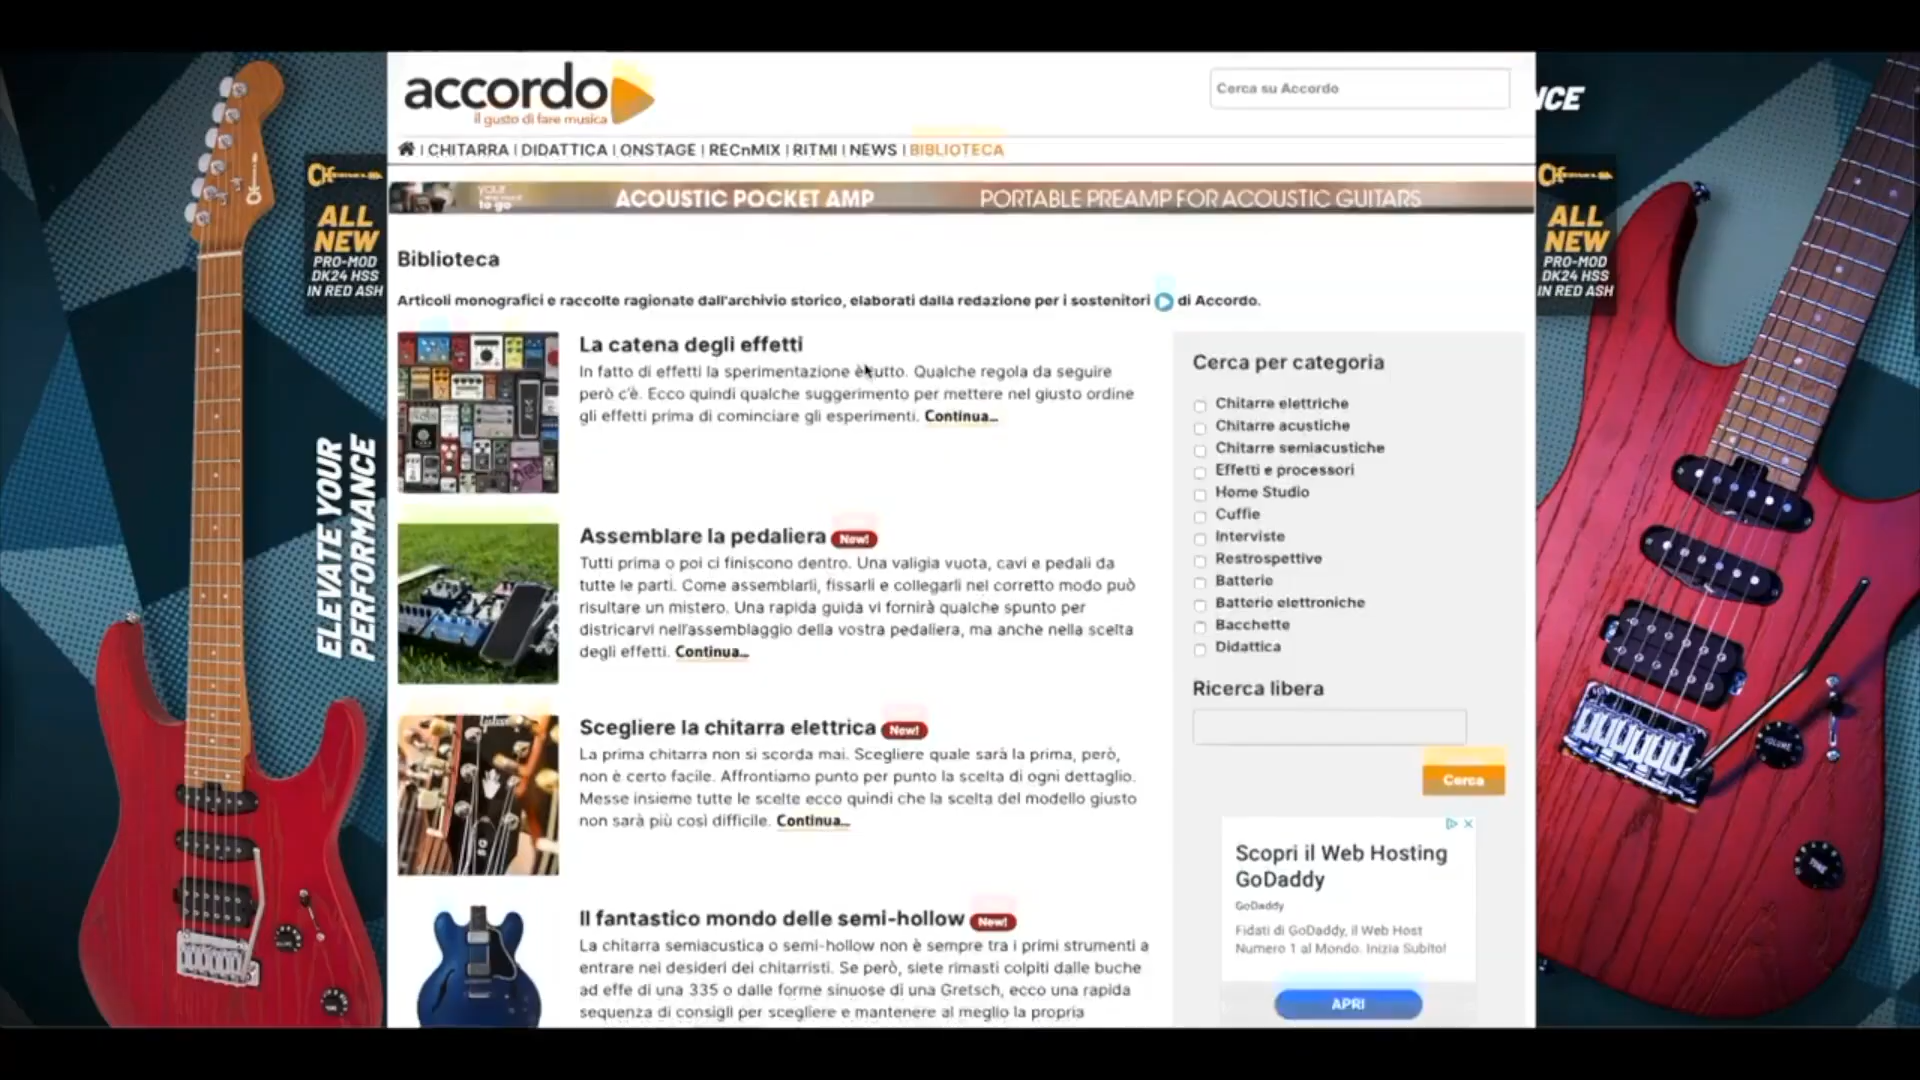 accordo
il gusto di fare musica
Cerca su Accordo
| CHITARRA | DIDATTICA | ONSTAGE | RECnMIX | RITMI | NEWS | BIBLIOTECA
to go
ACOUSTIC POCKET AMP
PORTABLE PREAMP FOR ACOUSTIC GUITARS
ALL
NEW
PRO-MOD
DK24 HSS
IN RED ASH
ELEVATE YOUR
PERFORMANCE
Biblioteca
Articoli monografici e raccolte ragionate dall'archivio storico, elaborati dalla redazione per i sostenitori di Accordo.
La catena degli effetti
In fatto di effetti la sperimentazione è tutto. Qualche regola da seguire
però c'è. Ecco quindi qualche suggerimento per mettere nel giusto ordine
gli effetti prima di cominciare gli esperimenti. Continua...
Assemblare la pedaliera New!
Tutti prima o poi ci finiscono dentro. Una valigia vuota, cavi e pedali da
tutte le parti. Come assemblarli, fissarli e collegarli nel corretto modo può
risultare un mistero. Una rapida guida vi fornirà qualche spunto per
districarvi nell'assemblaggio della vostra pedaliera, ma anche nella scelta
degli effetti. Continua...
Scegliere la chitarra elettrica New!
La prima chitarra non si scorda mai. Scegliere quale sarà la prima, però,
non è certo facile. Affrontiamo punto per punto la scelta di ogni dettaglio.
Messe insieme tutte le scelte ecco quindi che la scelta del modello giusto
non sarà più così difficile. Continua...
Il fantastico mondo delle semi-hollow New!
La chitarra semiacustica o semi-hollow non è sempre tra i primi strumenti a
entrare nei desideri dei chitarristi. Se però, siete rimasti colpiti dalle buche
ad effe di una 335 o dalle forme sinuose di una Gretsch, ecco una rapida
sequenza di consigli per scegliere e mantenere al meglio la propria
Cerca per categoria
Chitarre elettriche
Chitarre acustiche
Chitarre semiacustiche
Effetti e processori
Home Studio
Cuffie
Interviste
Restrospettive
Batterie
Batterie elettroniche
Bacchette
Didattica
Ricerca libera
Cerca
Scopri il Web Hosting
GoDaddy
GoDaddy
Fidati di GoDaddy, il Web Host
Numero 1 al Mondo. Inizia Subito!
APRI
NCE
ALL
NEW
PRO-MOD
DK24 HSS
IN RED ASH
VOLUME
TONE